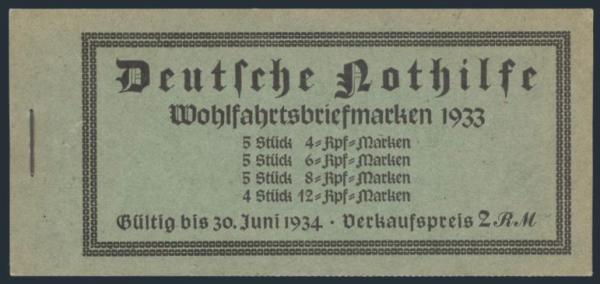 Deutſche Nothilfe
Wohlfahrtsbriefmarken 1933
5 Stück 4=Rpf=Marken
5 Stück 6=Rpf=Marken
5 Stück 8=Rpf=Marken
4 Stück 12=Rpf=Marken
Gültig bis 30. Juni 1934 · Verkaufspreis 2 RM